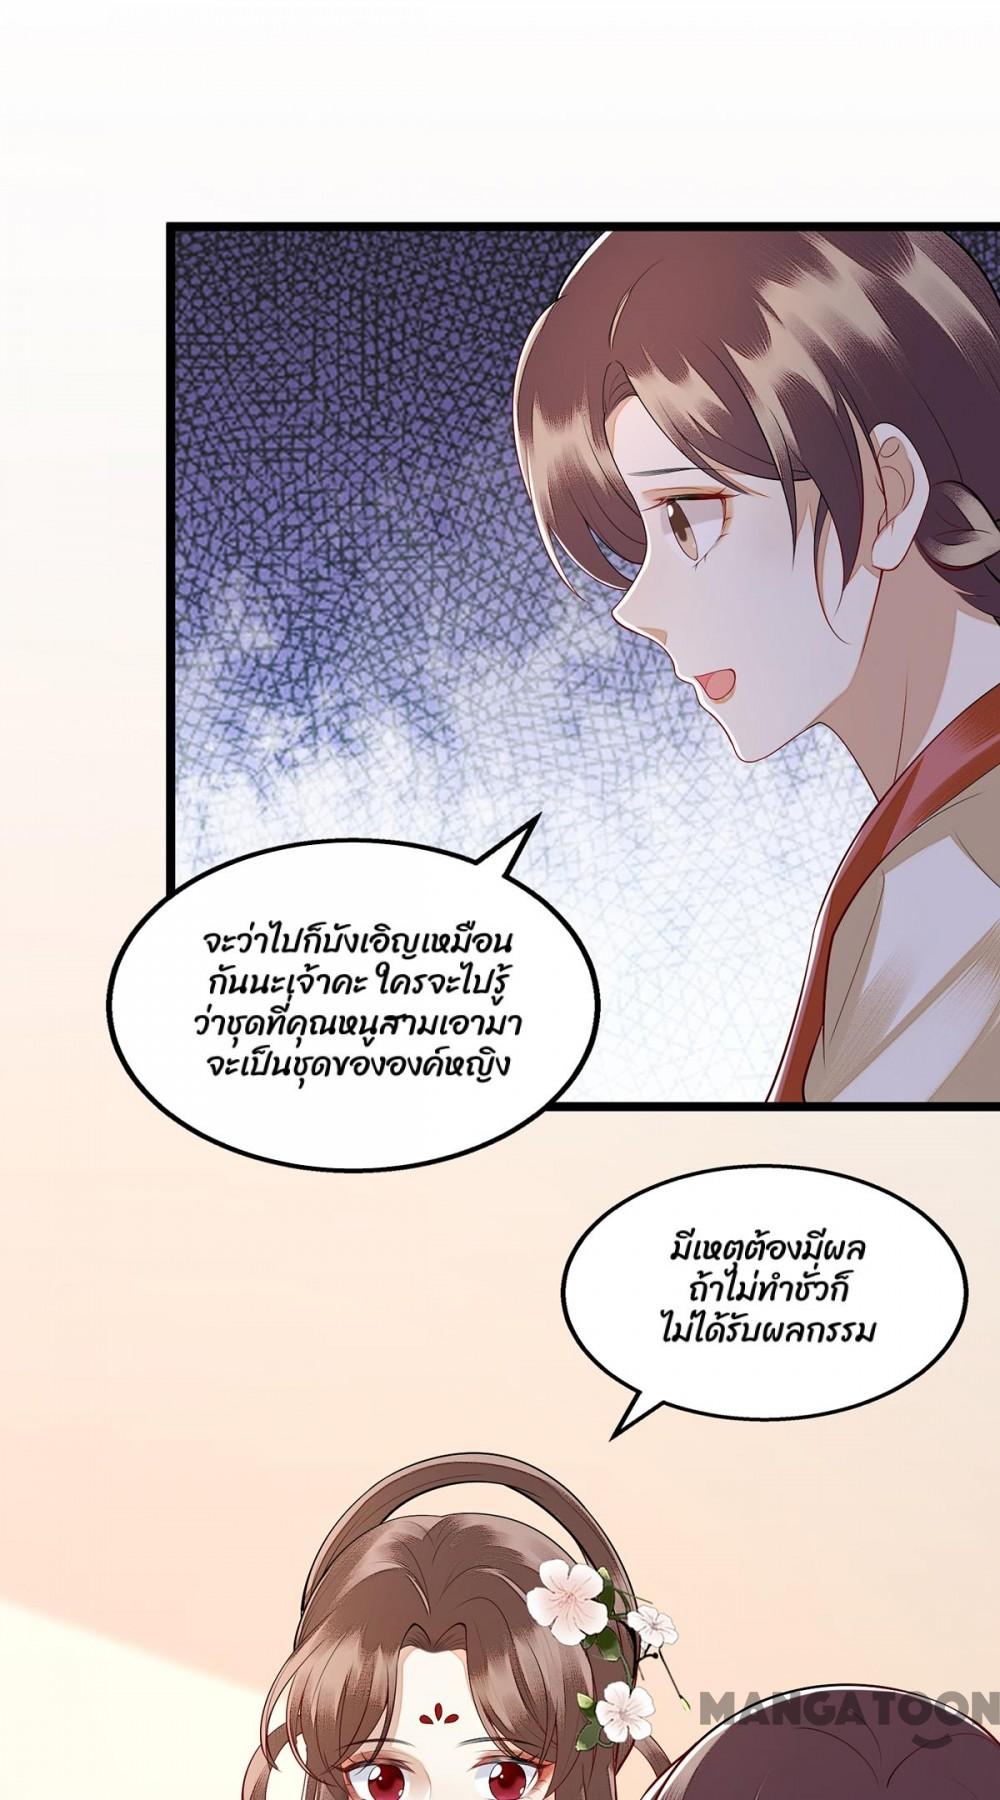 จะว่าไปก็บังเอิญเหมือน
กันนะเจ้าคะ ใครจะไปรู้
ว่าชุดที่คุณหนูสามเอามา
จะเป็นชุดขององค์หญิง
มีเหตุต้องมีผล
ถ้าไม่ทำชั่วก็
ไม่ได้รับผลกรรม
MANGATOON